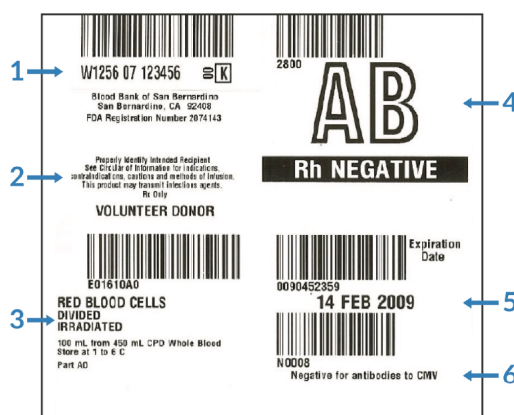 1
W1256 07 123456 00 K
Blood Bank of San Bernardino
San Bernardino, CA 92408
FDA Registration Number 2074143
2800
AB
4
Properly Identify Intended Recipient
See Circular of Information for indications,
contraindications, cautions and methods of infusion.
2
This product may transmit infectious agents.
Rx Only
VOLUNTEER DONOR
Rh NEGATIVE
E01610A0
RED BLOOD CELLS
DIVIDED
3
IRRADIATED
100 mL from 450 mL CPD Whole Blood
Store at 1 to 6 C
Part A0
Expiration
Date
0090452359
14 FEB 2009
5
N0008
Negative for antibodies to CMV
6